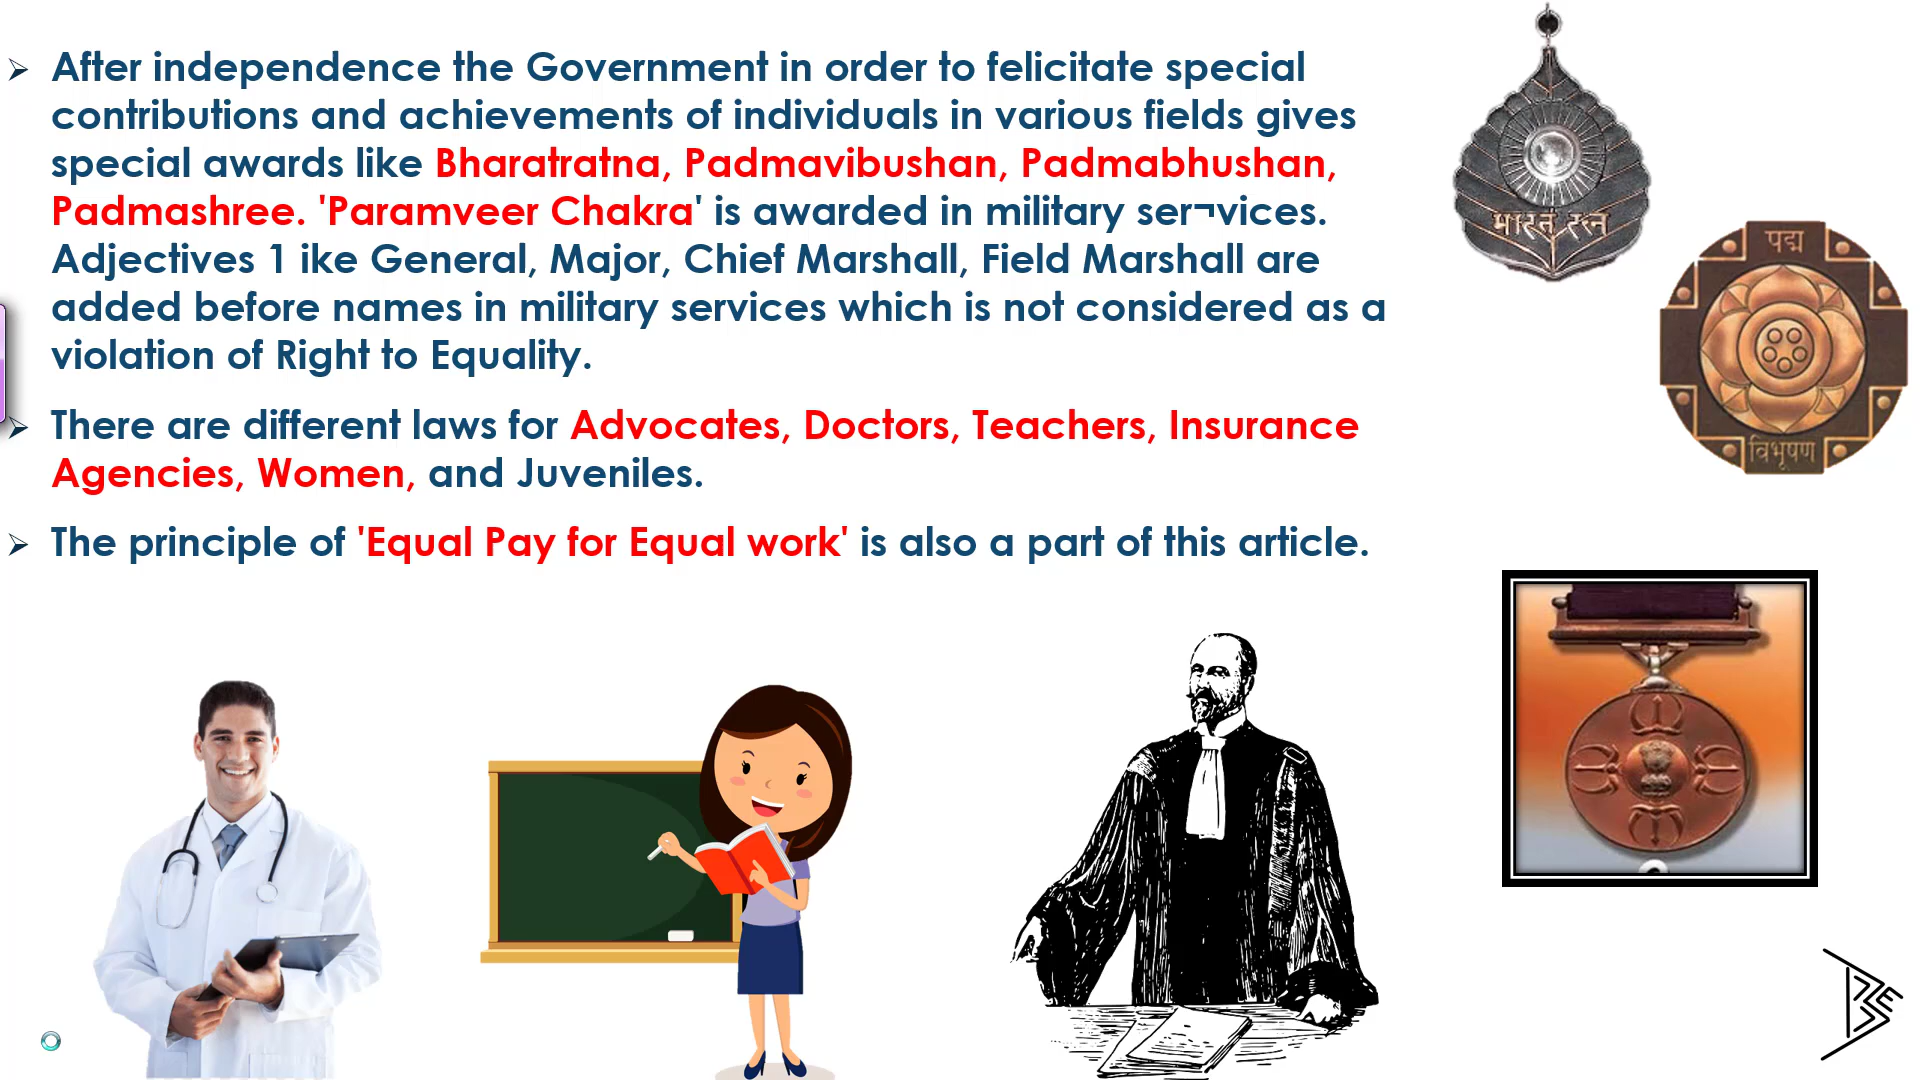 After independence the Government in order to felicitate special
contributions and achievements of individuals in various fields gives
special awards like Bharatratna, Padmavibushan, Padmabhushan,
Padmashree. 'Paramveer Chakra' is awarded in military ser¬vices.
Adjectives 1 ike General, Major, Chief Marshall, Field Marshall are
added before names in military services which is not considered as a
violation of Right to Equality.
There are different laws for Advocates, Doctors, Teachers, Insurance
Agencies, Women, and Juveniles.
The principle of 'Equal Pay for Equal work' is also a part of this article.
भारत रत्न
पद्म
विभूषण